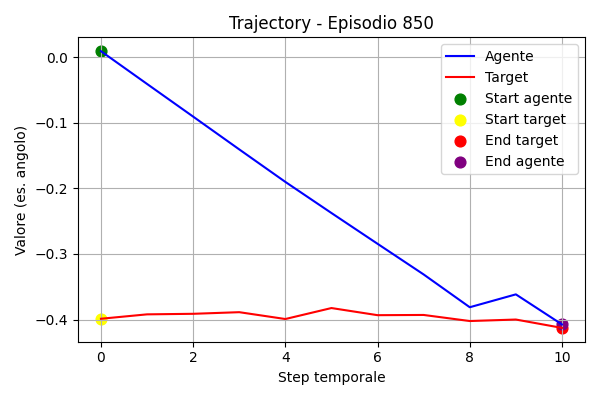 Trajectory - Episodio 850
Valore (es. angolo)
0.0
−0.1
−0.2
−0.3
−0.4
0 2 4 6 8 10
Step temporale
Agente
Target
Start agente
Start target
End target
End agente